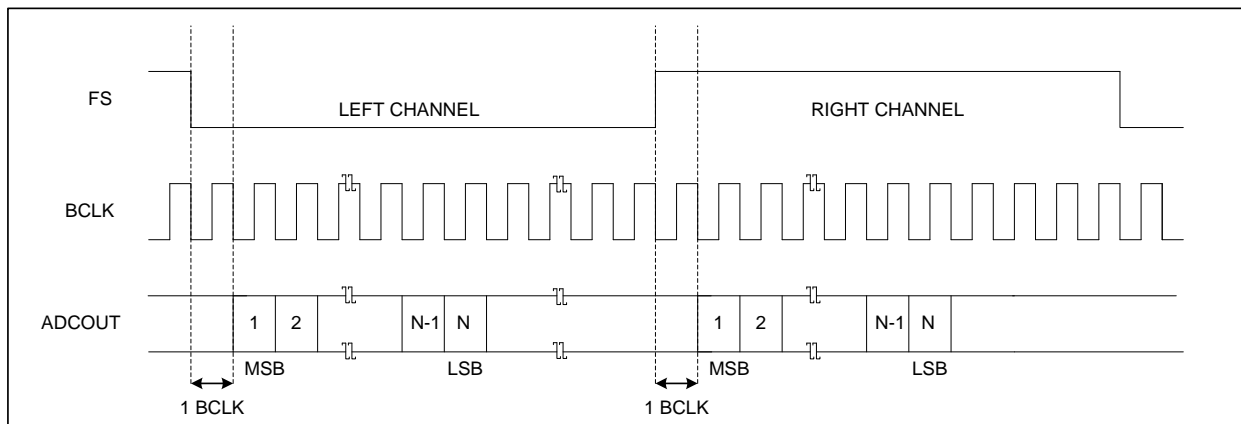 FS
LEFT CHANNEL
RIGHT CHANNEL
BCLK
ADCOUT
1 2 N-1 N 1 2 N-1 N
MSB LSB MSB LSB
1 BCLK 1 BCLK